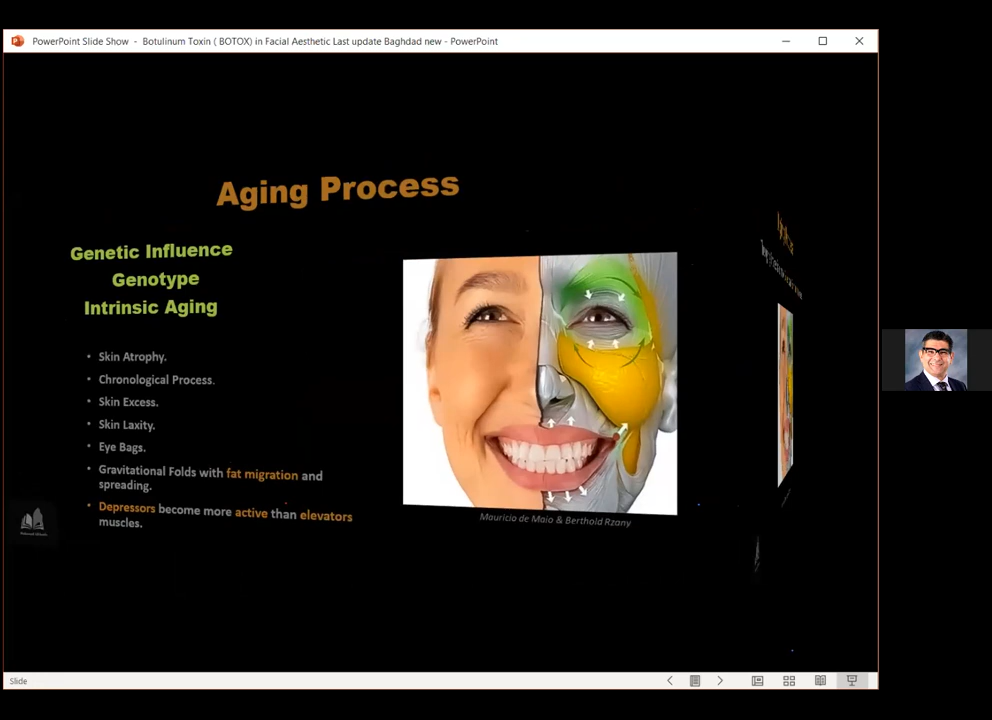 PowerPoint Slide Show - Botulinum Toxin ( BOTOX) in Facial Aesthetic Last update Baghdad new - PowerPoint
Aging Process
Genetic Influence
Genotype
Intrinsic Aging
• Skin Atrophy.
• Chronological Process.
• Skin Excess.
• Skin Laxity.
• Eye Bags.
• Gravitational Folds with fat migration and
spreading.
• Depressors become more active than elevators
muscles.
Mauricio de Maio & Berthold Rzany
Slide